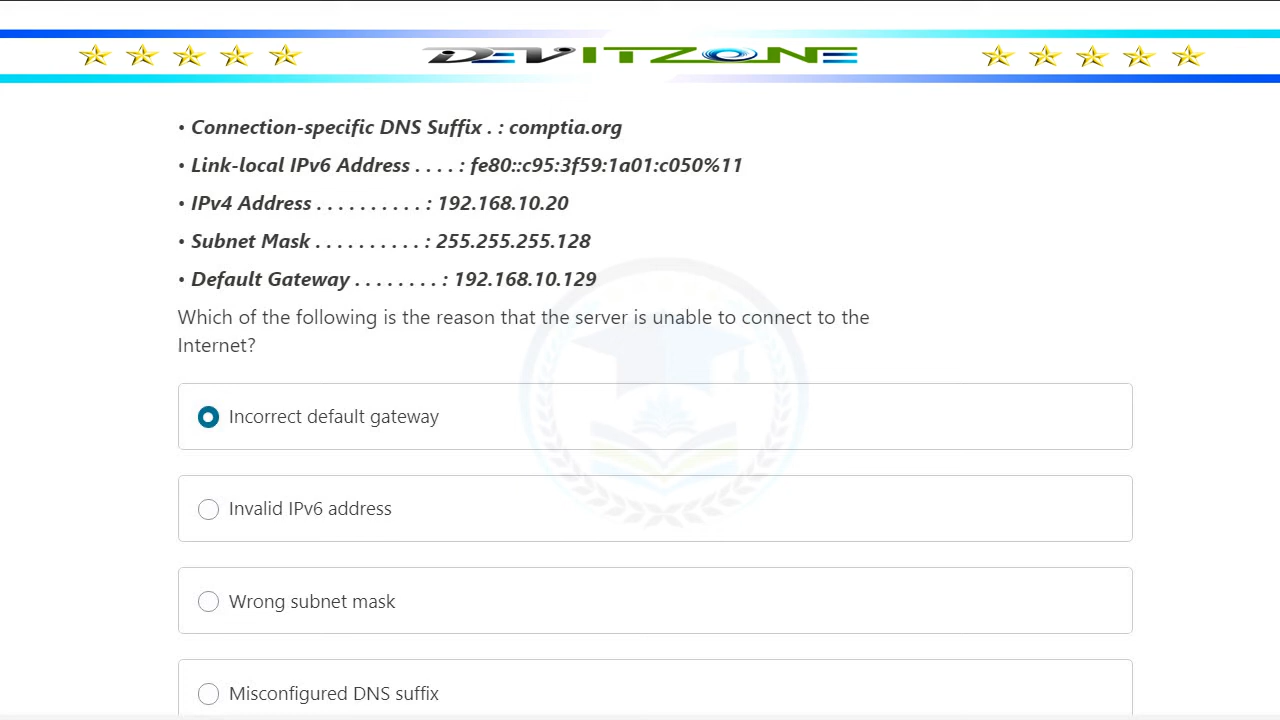 DEVITZONE
• Connection-specific DNS Suffix . : comptia.org
• Link-local IPv6 Address . . . . : fe80::c95:3f59:1a01:c050%11
• IPv4 Address . . . . . . . . . . : 192.168.10.20
• Subnet Mask . . . . . . . . . . : 255.255.255.128
• Default Gateway . . . . . . . . : 192.168.10.129
Which of the following is the reason that the server is unable to connect to the
Internet?
Incorrect default gateway
Invalid IPv6 address
Wrong subnet mask
Misconfigured DNS suffix